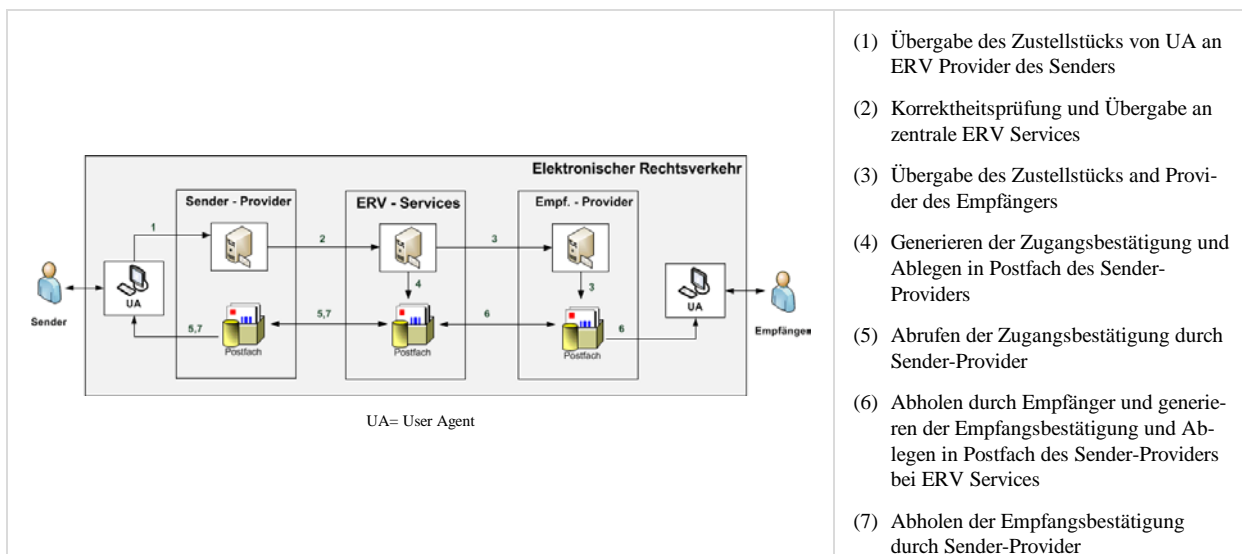 Elektronischer Rechtsverkehr
Sender - Provider
ERV - Services
Empf. - Provider
1
2
3
4
3
UA
UA
Sender
Empfänger
5,7
5,7
6
6
Postfach
Postfach
Postfach
UA= User Agent
(1) Übergabe des Zustellstücks von UA an
ERV Provider des Senders
(2) Korrektheitsprüfung und Übergabe an
zentrale ERV Services
(3) Übergabe des Zustellstücks and Provi-
der des Empfängers
(4) Generieren der Zugangsbestätigung und
Ablegen in Postfach des Sender-
Providers
(5) Abrufen der Zugangsbestätigung durch
Sender-Provider
(6) Abholen durch Empfänger und generie-
ren der Empfangsbestätigung und Ab-
legen in Postfach des Sender-Providers
bei ERV Services
(7) Abholen der Empfangsbestätigung
durch Sender-Provider